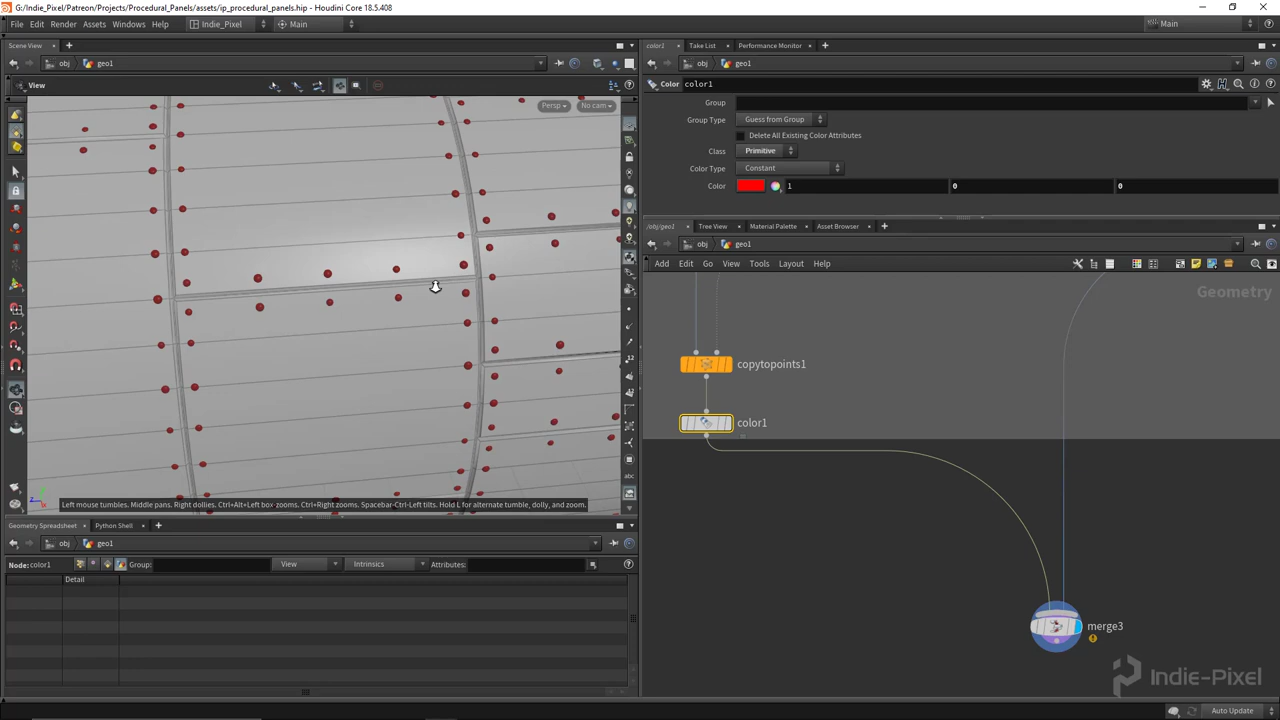 G:/Indie_Pixel/Patreon/Projects/Procedural_Panels/assets/ip_procedural_panels.hip - Houdini Core 18.5.408
File Edit Render Assets Windows Help Indie_Pixel Main Main
Scene View
obj geo1
View
Persp No cam
Left mouse tumbles. Middle pans. Right dollies. Ctrl+Alt+Left box zooms. Ctrl+Right zooms. Spacebar-Ctrl-Left tilts. Hold L for alternate tumble, dolly, and zoom.
abc
12
Geometry Spreadsheet Python Shell
obj geo1
Node: color1 Group: View Intrinsics Attributes:
Detail
color1 Take List Performance Monitor
obj geo1
Color color1
Group
Group Type Guess from Group
Delete All Existing Color Attributes
Class Primitive
Color Type Constant
Color 1 0 0
/obj/geo1 Tree View Material Palette Asset Browser
obj geo1
Add Edit Go View Tools Layout Help
Geometry
copytopoints1
color1
merge3
Indie-Pixel
Auto Update